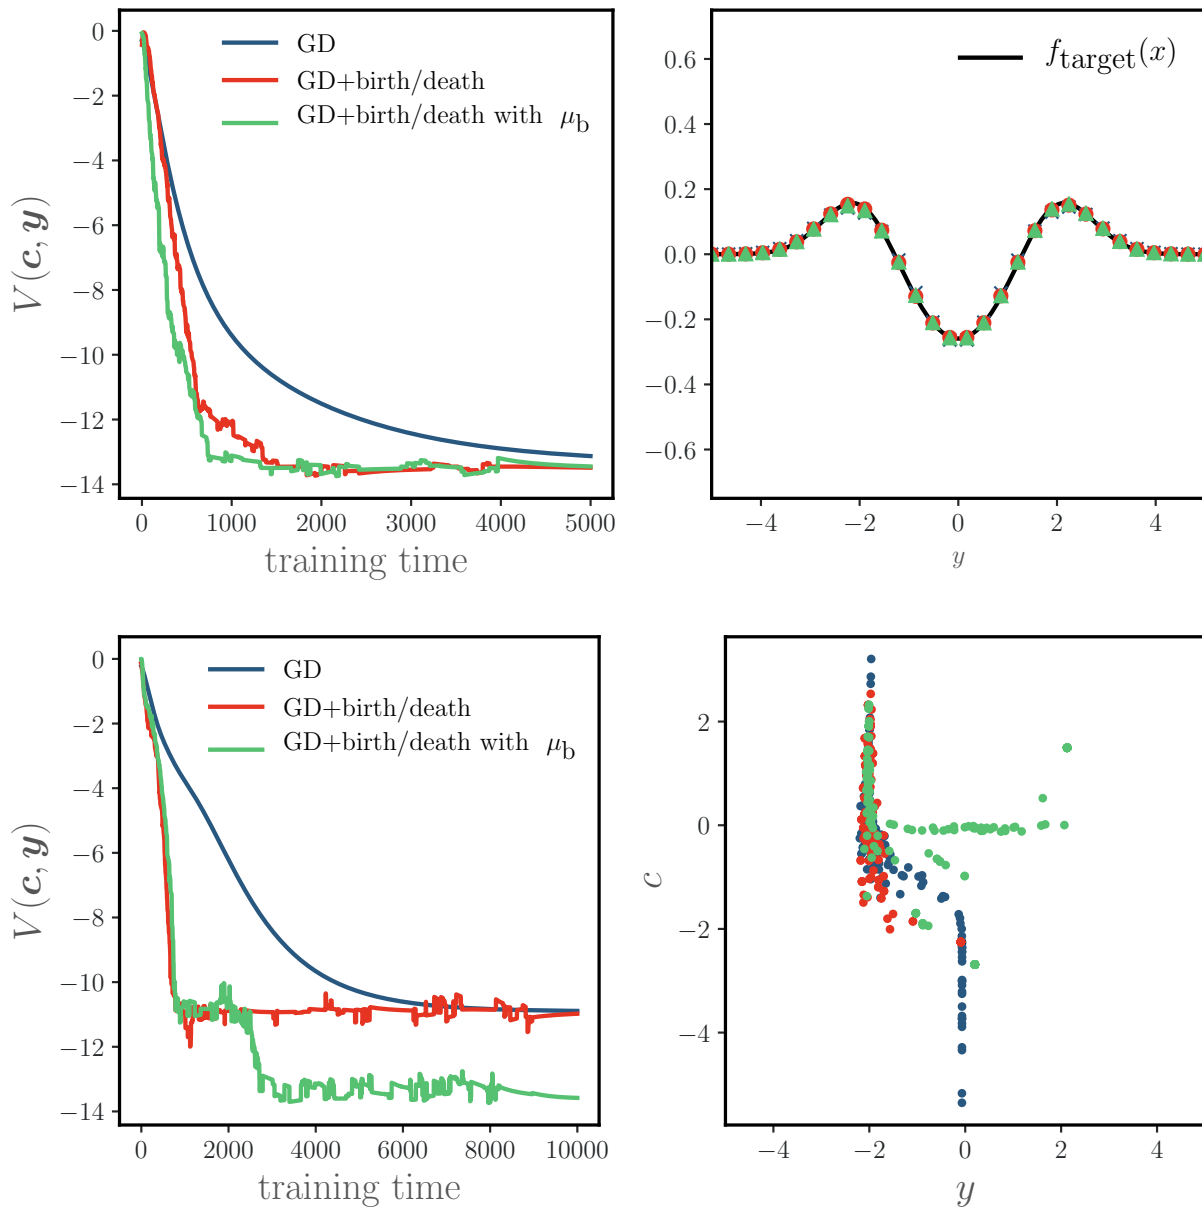 GD
GD+birth/death
GD+birth/death with μb
0
−2
−4
−6
−8
−10
−12
−14
V(c, y)
0 1000 2000 3000 4000 5000
training time
ftarget(x)
0.6
0.4
0.2
0.0
−0.2
−0.4
−0.6
−4 −2 0 2 4
y
GD
GD+birth/death
GD+birth/death with μb
0
−2
−4
−6
−8
−10
−12
−14
V(c, y)
0 2000 4000 6000 8000 10000
training time
2
0
−2
−4
c
−4 −2 0 2 4
y